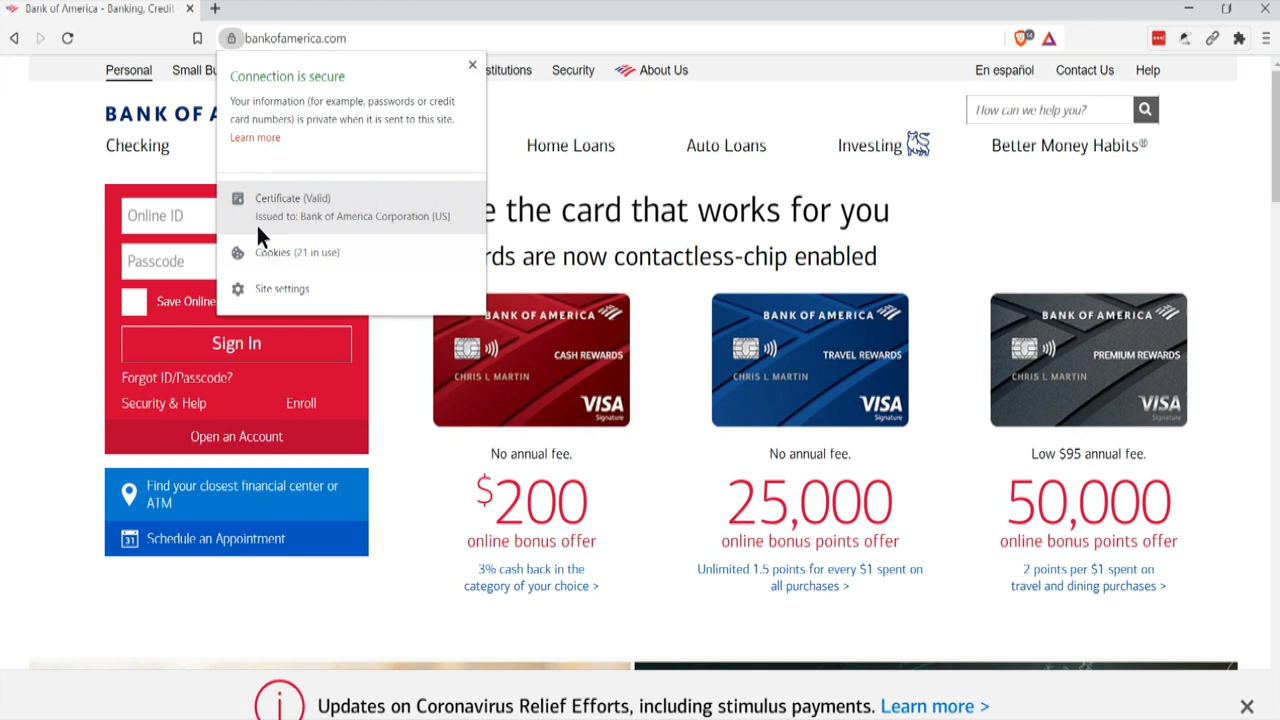 Bank of America - Banking, Credit
bankofamerica.com
14
Personal
Small Bu
stitutions
Security
About Us
En español
Contact Us
Help
Connection is secure
Your information (for example, passwords or credit
card numbers) is private when it is sent to this site.
Learn more
Certificate (Valid)
Issued to: Bank of America Corporation [US]
Cookies (21 in use)
Site settings
BANK OF A
How can we help you?
Checking
Home Loans
Auto Loans
Investing
Better Money Habits®
Online ID
Passcode
Save Online
Sign In
Forgot ID/Passcode?
Security & Help
Enroll
Open an Account
Find your closest financial center or
ATM
31
Schedule an Appointment
e the card that works for you
rds are now contactless-chip enabled
BANK OF AMERICA
CASH REWARDS
CHRIS L MARTIN
VISA
Signature
BANK OF AMERICA
TRAVEL REWARDS
CHRIS L MARTIN
VISA
Signature
BANK OF AMERICA
PREMIUM REWARDS
CHRIS L MARTIN
VISA
Signature
No annual fee.
$200
online bonus offer
3% cash back in the
category of your choice >
No annual fee.
25,000
online bonus points offer
Unlimited 1.5 points for every $1 spent on
all purchases >
Low $95 annual fee.
50,000
online bonus points offer
2 points per $1 spent on
travel and dining purchases >
Updates on Coronavirus Relief Efforts, including stimulus payments. Learn more >